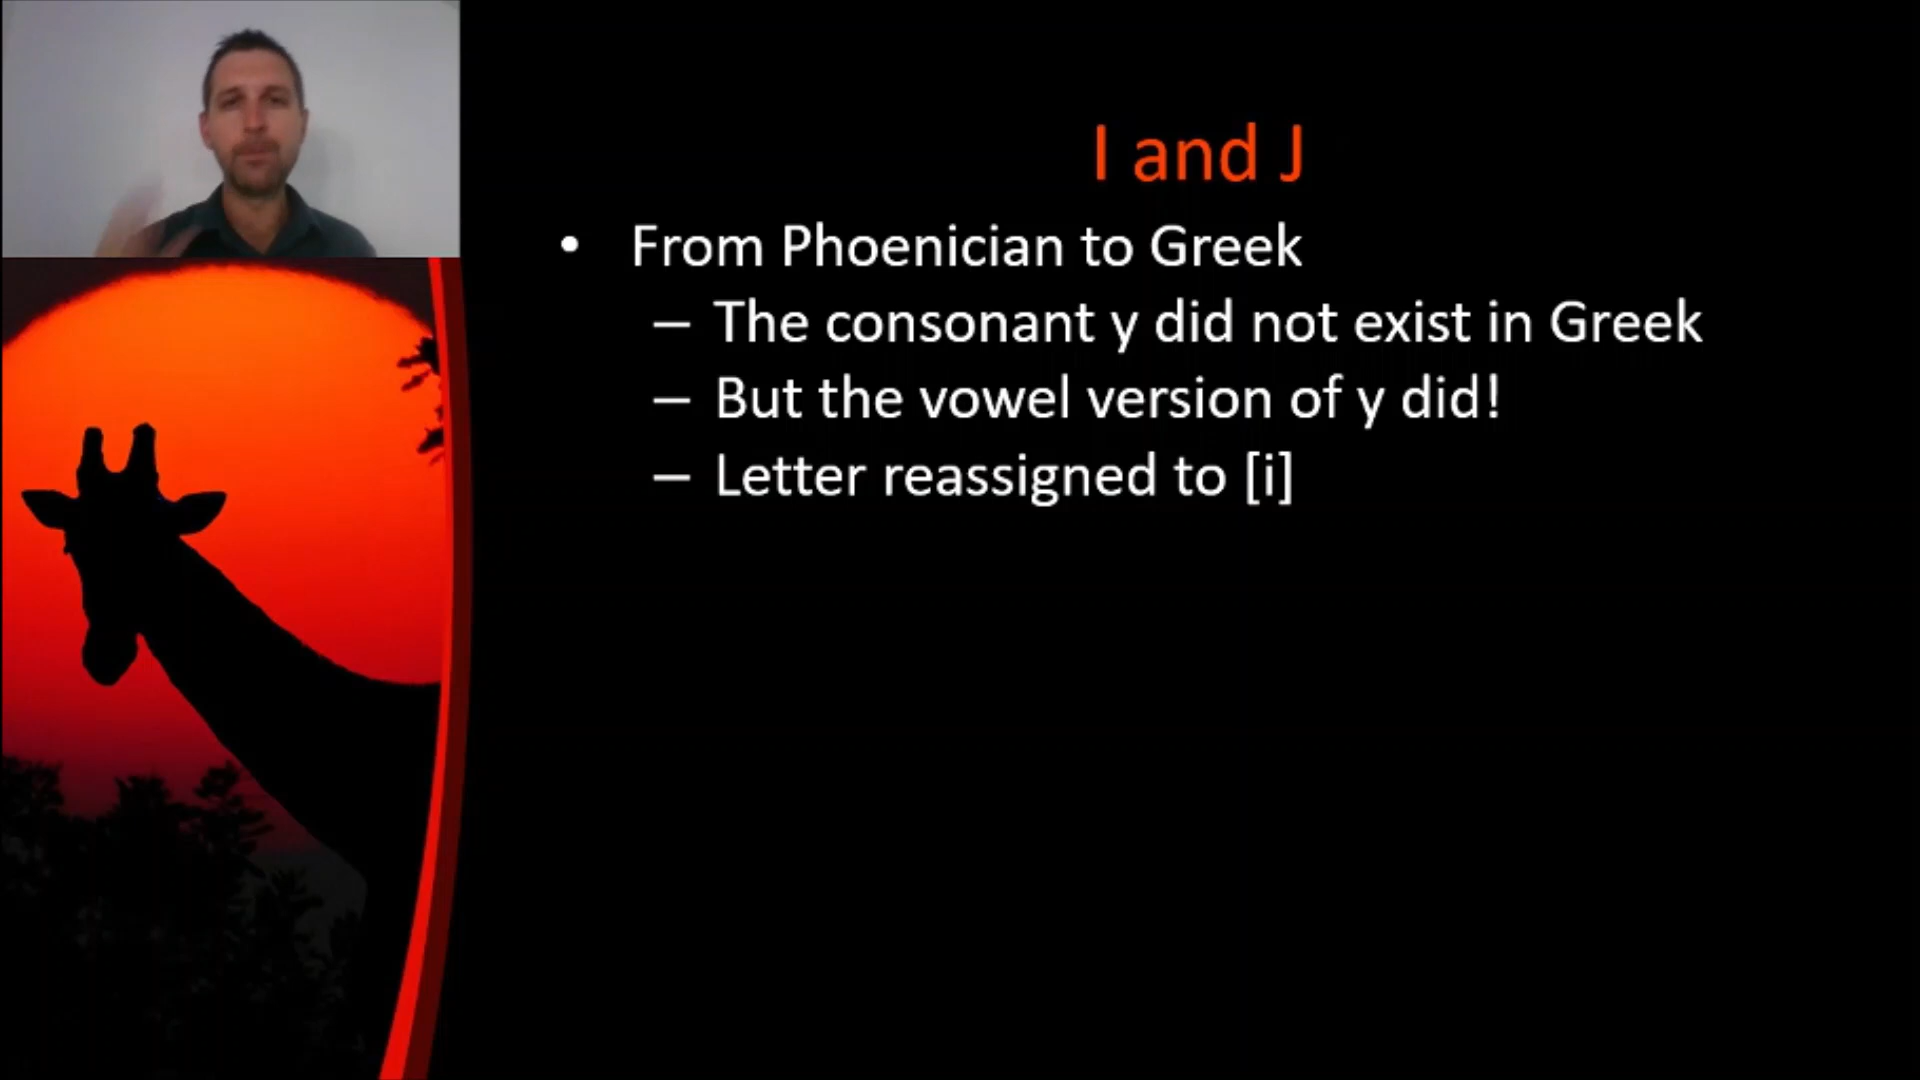 I and J
• From Phoenician to Greek
– The consonant y did not exist in Greek
– But the vowel version of y did!
– Letter reassigned to [i]